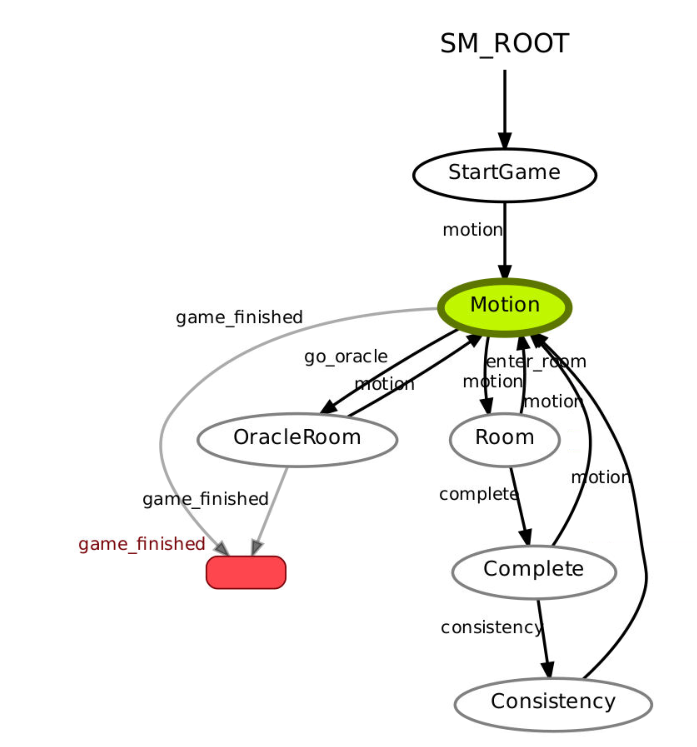 SM_ROOT
StartGame
motion
Motion
game_finished
go_oracle
enter_room
motion
motion
motion
OracleRoom
Room
motion
complete
game_finished
game_finished
Complete
consistency
Consistency